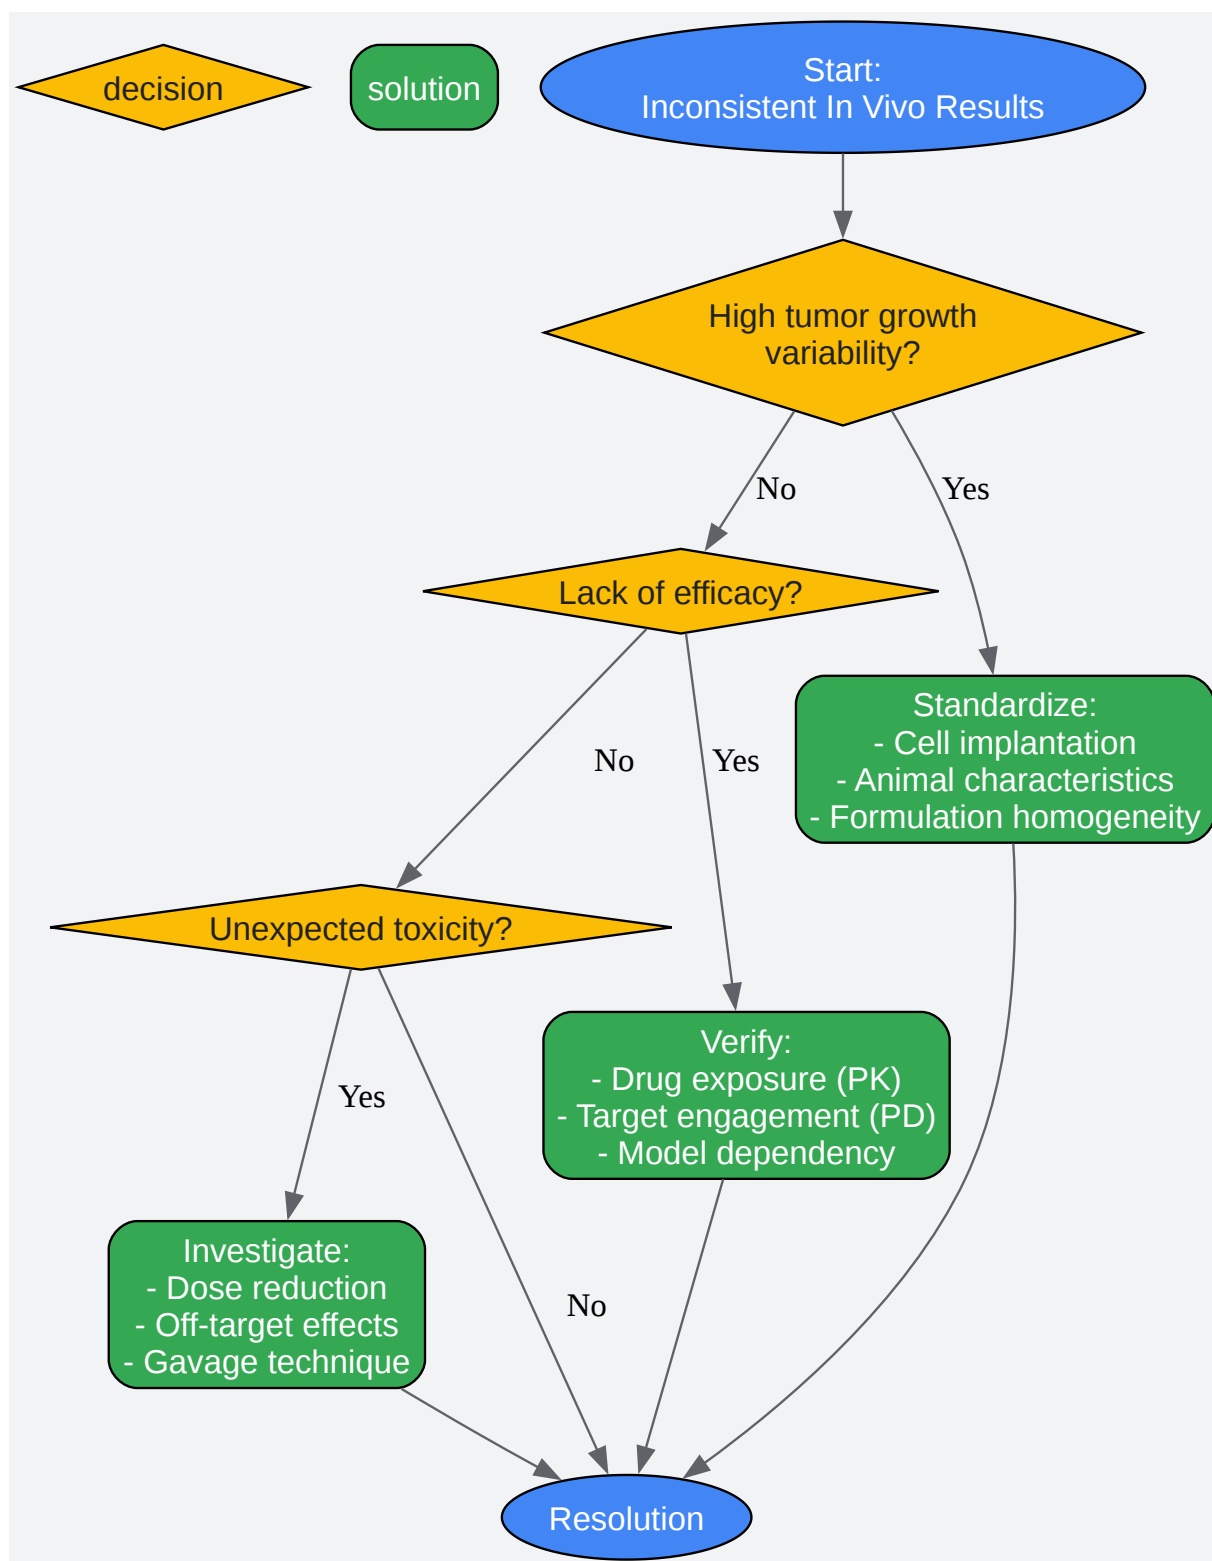 decision
solution
Start:
Inconsistent In Vivo Results
High tumor growth
variability?
No
Yes
Lack of efficacy?
Standardize:
- Cell implantation
- Animal characteristics
- Formulation homogeneity
No
Yes
Unexpected toxicity?
Verify:
- Drug exposure (PK)
- Target engagement (PD)
- Model dependency
Yes
Investigate:
- Dose reduction
- Off-target effects
- Gavage technique
No
Resolution